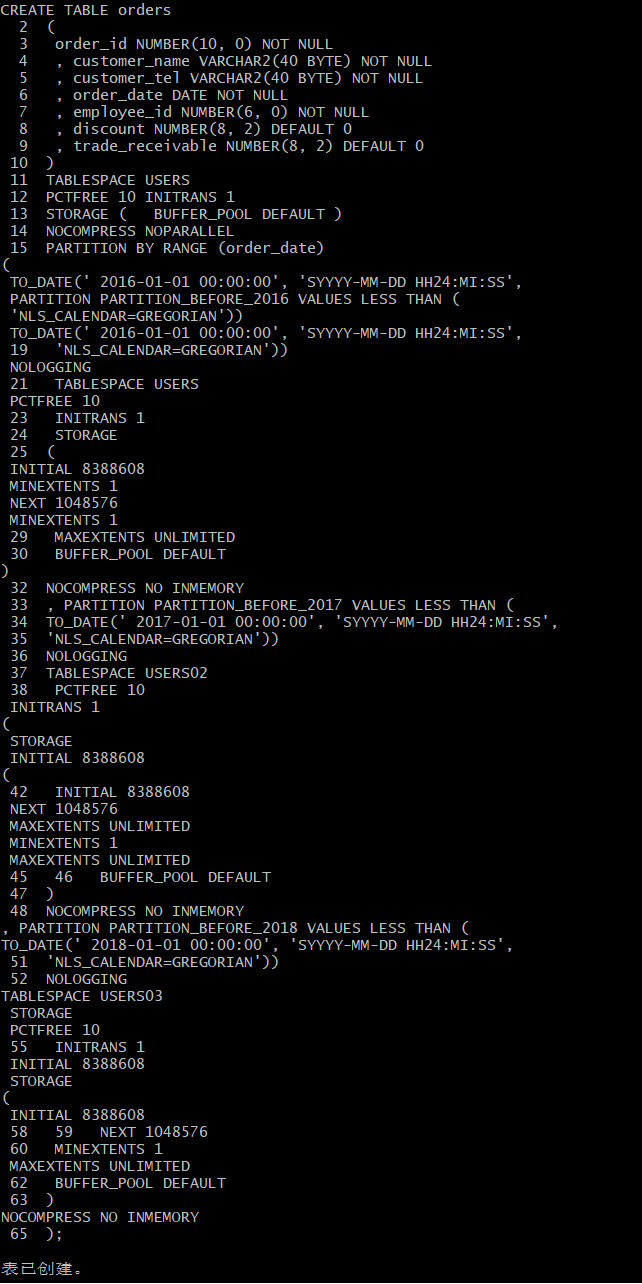 CREATE TABLE orders
2 (
3 order_id NUMBER(10, 0) NOT NULL
4 , customer_name VARCHAR2(40 BYTE) NOT NULL
5 , customer_tel VARCHAR2(40 BYTE) NOT NULL
6 , order_date DATE NOT NULL
7 , employee_id NUMBER(6, 0) NOT NULL
8 , discount NUMBER(8, 2) DEFAULT 0
9 , trade_receivable NUMBER(8, 2) DEFAULT 0
10 )
11 TABLESPACE USERS
12 PCTFREE 10 INITRANS 1
13 STORAGE ( BUFFER_POOL DEFAULT )
14 NOCOMPRESS NOPARALLEL
15 PARTITION BY RANGE (order_date)
(
TO_DATE(' 2016-01-01 00:00:00', 'SYYYY-MM-DD HH24:MI:SS',
PARTITION PARTITION_BEFORE_2016 VALUES LESS THAN (
'NLS_CALENDAR=GREGORIAN'))
TO_DATE(' 2016-01-01 00:00:00', 'SYYYY-MM-DD HH24:MI:SS',
19 'NLS_CALENDAR=GREGORIAN'))
NOLOGGING
21 TABLESPACE USERS
PCTFREE 10
23 INITRANS 1
24 STORAGE
25 (
INITIAL 8388608
MINEXTENTS 1
NEXT 1048576
MINEXTENTS 1
29 MAXEXTENTS UNLIMITED
30 BUFFER_POOL DEFAULT
)
32 NOCOMPRESS NO INMEMORY
33 , PARTITION PARTITION_BEFORE_2017 VALUES LESS THAN (
34 TO_DATE(' 2017-01-01 00:00:00', 'SYYYY-MM-DD HH24:MI:SS',
35 'NLS_CALENDAR=GREGORIAN'))
36 NOLOGGING
37 TABLESPACE USERS02
38 PCTFREE 10
INITRANS 1
(
STORAGE
INITIAL 8388608
(
42 INITIAL 8388608
NEXT 1048576
MAXEXTENTS UNLIMITED
MINEXTENTS 1
MAXEXTENTS UNLIMITED
45 46 BUFFER_POOL DEFAULT
47 )
48 NOCOMPRESS NO INMEMORY
, PARTITION PARTITION_BEFORE_2018 VALUES LESS THAN (
TO_DATE(' 2018-01-01 00:00:00', 'SYYYY-MM-DD HH24:MI:SS',
51 'NLS_CALENDAR=GREGORIAN'))
52 NOLOGGING
TABLESPACE USERS03
STORAGE
PCTFREE 10
55 INITRANS 1
INITIAL 8388608
STORAGE
(
INITIAL 8388608
58 59 NEXT 1048576
60 MINEXTENTS 1
MAXEXTENTS UNLIMITED
62 BUFFER_POOL DEFAULT
63 )
NOCOMPRESS NO INMEMORY
65 );
表已创建。